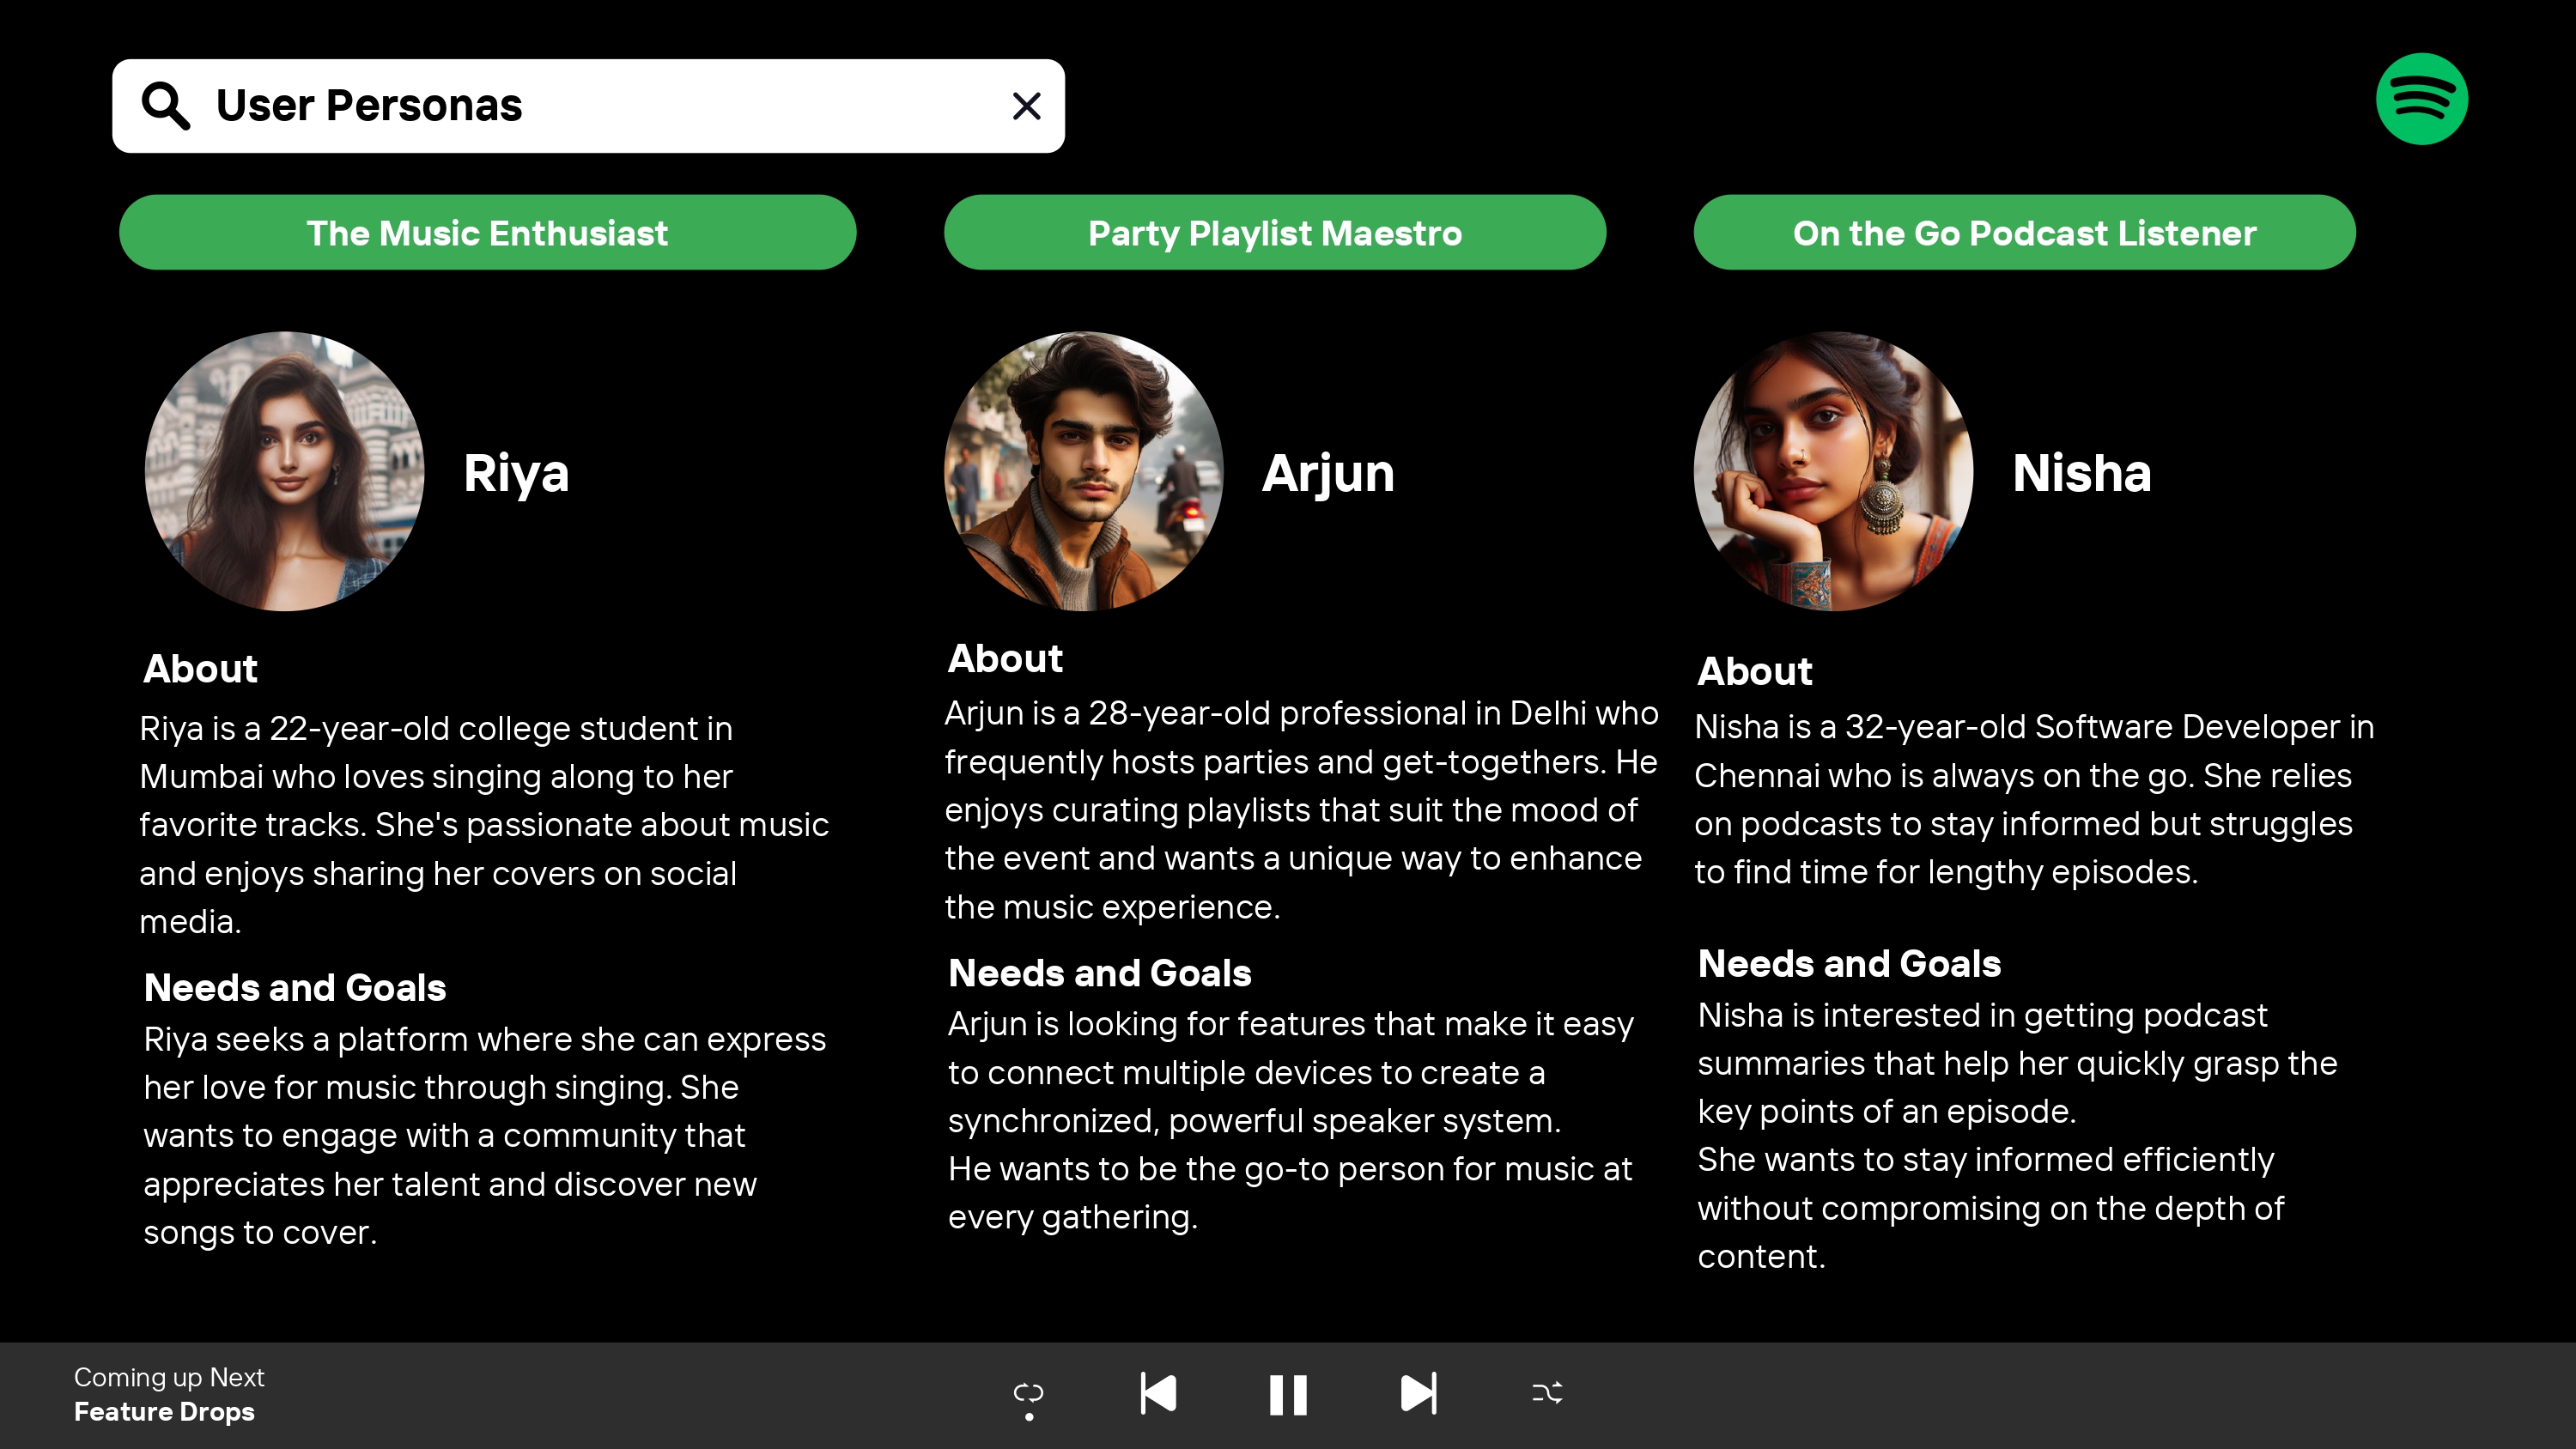 User Personas
The Music Enthusiast
Riya
About
Riya is a 22-year-old college student in
Mumbai who loves singing along to her
favorite tracks. She's passionate about music
and enjoys sharing her covers on social
media.
Needs and Goals
Riya seeks a platform where she can express
her love for music through singing. She
wants to engage with a community that
appreciates her talent and discover new
songs to cover.
Party Playlist Maestro
Arjun
About
Arjun is a 28-year-old professional in Delhi who
frequently hosts parties and get-togethers. He
enjoys curating playlists that suit the mood of
the event and wants a unique way to enhance
the music experience.
Needs and Goals
Arjun is looking for features that make it easy
to connect multiple devices to create a
synchronized, powerful speaker system.
He wants to be the go-to person for music at
every gathering.
On the Go Podcast Listener
Nisha
About
Nisha is a 32-year-old Software Developer in
Chennai who is always on the go. She relies
on podcasts to stay informed but struggles
to find time for lengthy episodes.
Needs and Goals
Nisha is interested in getting podcast
summaries that help her quickly grasp the
key points of an episode.
She wants to stay informed efficiently
without compromising on the depth of
content.
Coming up Next
Feature Drops